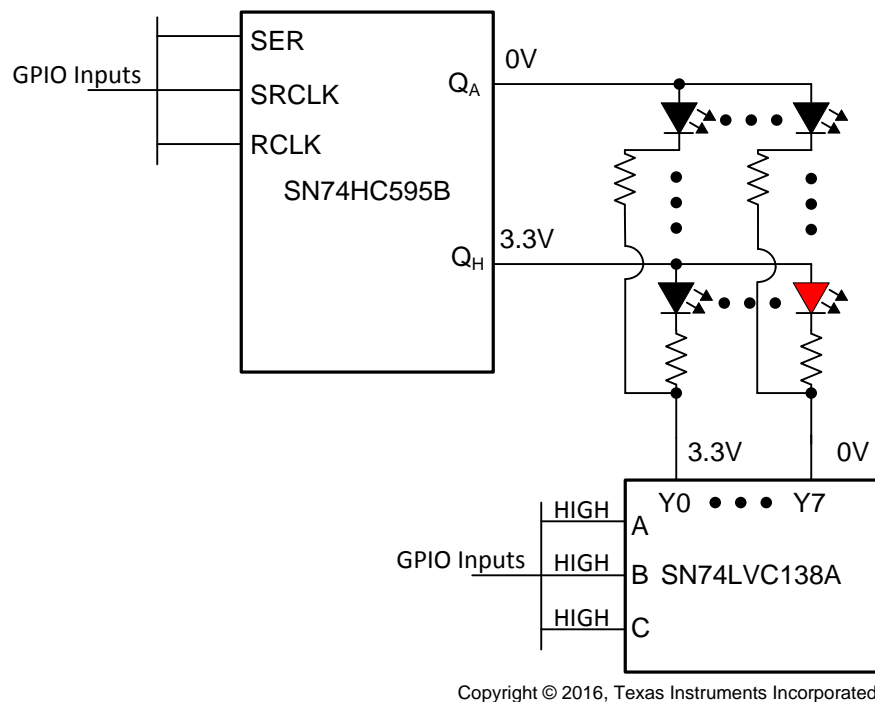 SER
GPIO Inputs
SRCLK
RCLK
SN74HC595B
QA
0V
QH
3.3V
3.3V
0V
Y0
Y7
HIGH
A
GPIO Inputs
HIGH
B
SN74LVC138A
HIGH
C
Copyright © 2016, Texas Instruments Incorporated